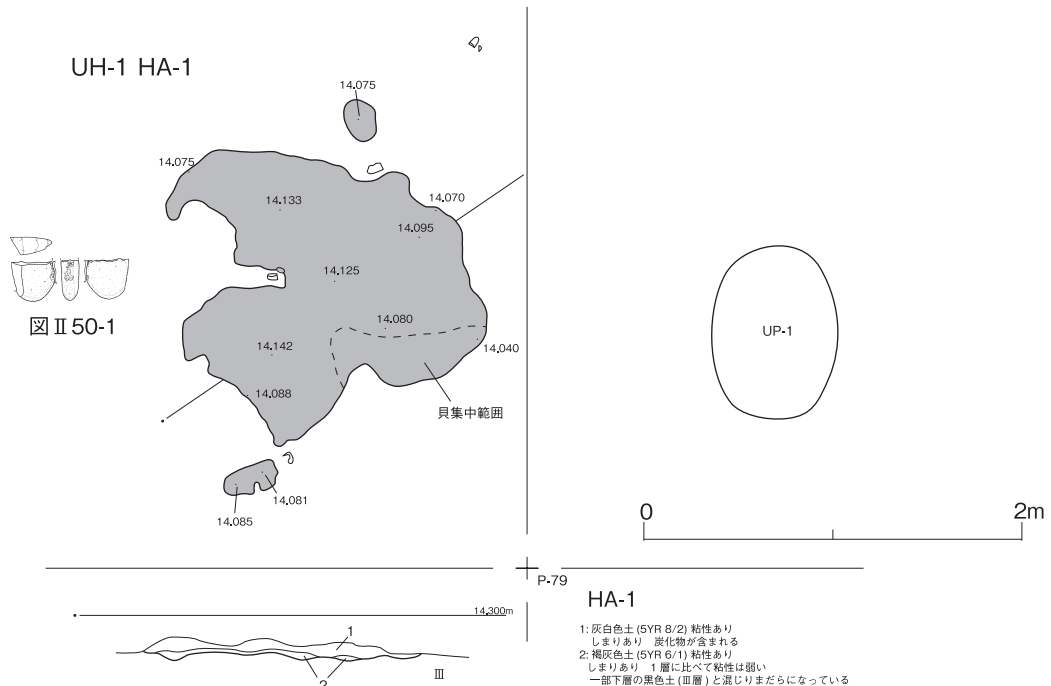 UH-1 HA-1
14.075
14.075
14.133
14.070
14.095
14.125
14.080
14.142
14.040
14.088
貝集中範囲
14.081
14.085
図Ⅱ50-1
UP-1
0 2m
P-79
14.300m
1
2
Ⅲ
HA-1
1: 灰白色土 (5YR 8/2) 粘性あり
しまりあり 炭化物が含まれる
2: 褐灰色土 (5YR 6/1) 粘性あり
しまりあり 1層に比べて粘性は弱い
一部下層の黒色土 (Ⅲ層) と混じりまだらになっている